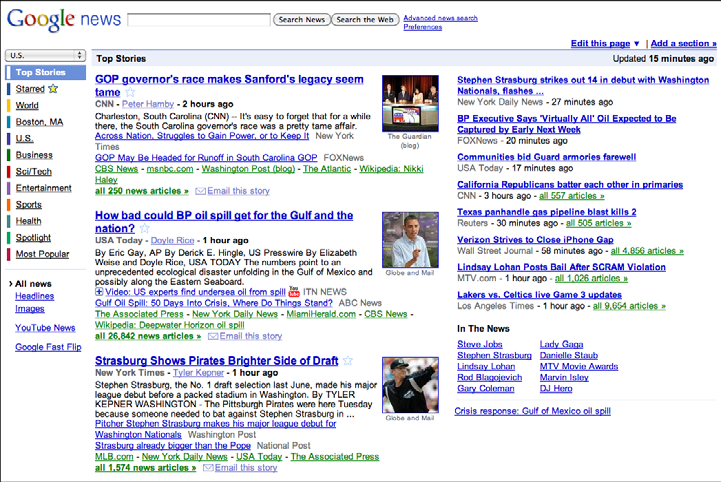 Google news
Search News Search the Web
Advanced news search
Preferences
Edit this page ▼ | Add a section »
U.S.
Top Stories
Starred
World
Boston, MA
U.S.
Business
Sci/Tech
Entertainment
Sports
Health
Spotlight
Most Popular
› All news
Headlines
Images
YouTube News
Google Fast Flip
Top Stories
Updated 15 minutes ago
GOP governor's race makes Sanford's legacy seem
tame
CNN - Peter Hamby - 2 hours ago
Charleston, South Carolina (CNN) -- It's easy to forget that for a while
there, the South Carolina governor's race was a pretty tame affair.
Across Nation, Struggles to Gain Power, or to Keep It New York
Times
GOP May Be Headed for Runoff in South Carolina GOP FOXNews
CBS News - msnbc.com - Washington Post (blog) - The Atlantic - Wikipedia: Nikki
Haley
all 250 news articles » Email this story
The Guardian
(blog)
How bad could BP oil spill get for the Gulf and the
nation?
USA Today - Doyle Rice - 1 hour ago
By Eric Gay, AP By Derick E. Hingle, US Presswire By Elizabeth
Weise and Doyle Rice, USA TODAY The numbers point to an
unprecedented ecological disaster unfolding in the Gulf of Mexico and
possibly along the Eastern Seaboard.
Video: US experts find undersea oil from spill You Tube ITN NEWS
Gulf Oil Spill: 50 Days Into Crisis, Where Do Things Stand? ABC News
The Associated Press - New York Daily News - MiamiHerald.com - CBS News -
Wikipedia: Deepwater Horizon oil spill
all 26,842 news articles » Email this story
Globe and Mail
Strasburg Shows Pirates Brighter Side of Draft
New York Times - Tyler Kepner - 1 hour ago
Stephen Strasburg, the No. 1 draft selection last June, made his major
league debut before a packed stadium in Washington. By TYLER
KEPNER WASHINGTON - The Pittsburgh Pirates were here Tuesday
because someone needed to bat against Stephen Strasburg in ...
Pitcher Stephen Strasburg makes his major league debut for
Washington Nationals Washington Post
Strasburg already bigger than the Pope National Post
MLB.com - New York Daily News - USA Today - The Associated Press
all 1,574 news articles » Email this story
Globe and Mail
Stephen Strasburg strikes out 14 in debut with Washington
Nationals, flashes ...
New York Daily News - 27 minutes ago
BP Executive Says 'Virtually All' Oil Expected to Be
Captured by Early Next Week
FOXNews - 20 minutes ago
Communities bid Guard armories farewell
USA Today - 17 minutes ago
California Republicans batter each other in primaries
CNN - 3 hours ago - all 557 articles »
Texas panhandle gas pipeline blast kills 2
Reuters - 30 minutes ago - all 505 articles »
Verizon Strives to Close iPhone Gap
Wall Street Journal - 58 minutes ago - all 4,856 articles »
Lindsay Lohan Posts Bail After SCRAM Violation
MTV.com - 1 hour ago - all 1,026 articles »
Lakers vs. Celtics live Game 3 updates
Los Angeles Times - 1 hour ago - all 9,654 articles »
In The News
Steve Jobs Lady Gaga
Stephen Strasburg Danielle Staub
Lindsay Lohan MTV Movie Awards
Rod Blagojevich Marvin Isley
Gary Coleman DJ Hero
Crisis response: Gulf of Mexico oil spill